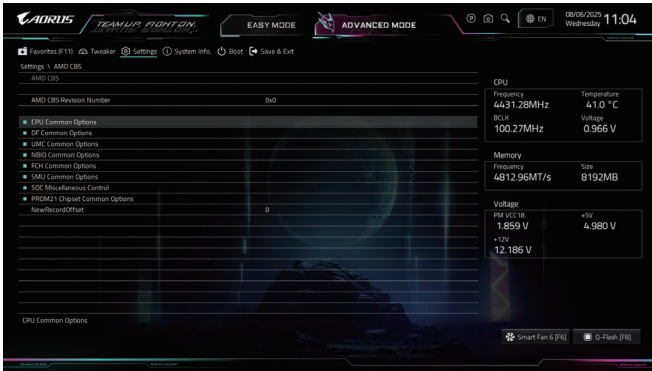 AORUS
TEAM UP. FIGHT ON.
EASY MODE
ADVANCED MODE
EN
08/06/2025
Wednesday
11:04
Favorites (F11)
Tweaker
Settings
System Info.
Boot
Save & Exit
Settings \ AMD CBS
AMD CBS
AMD CBS Revision Number 0x0
CPU Common Options
DF Common Options
UMC Common Options
NBIO Common Options
FCH Common Options
SMU Common Options
SOC Miscellaneous Control
PROM21 Chipset Common Options
NewRecordOffset 0
CPU Common Options
CPU
Frequency Temperature
4431.28MHz 41.0 °C
BCLK Voltage
100.27MHz 0.966 V
Memory
Frequency Size
4812.96MT/s 8192MB
Voltage
PM VCC18 +5V
1.859 V 4.980 V
+12V
12.186 V
Smart Fan 6 [F6]
Q-Flash [F8]